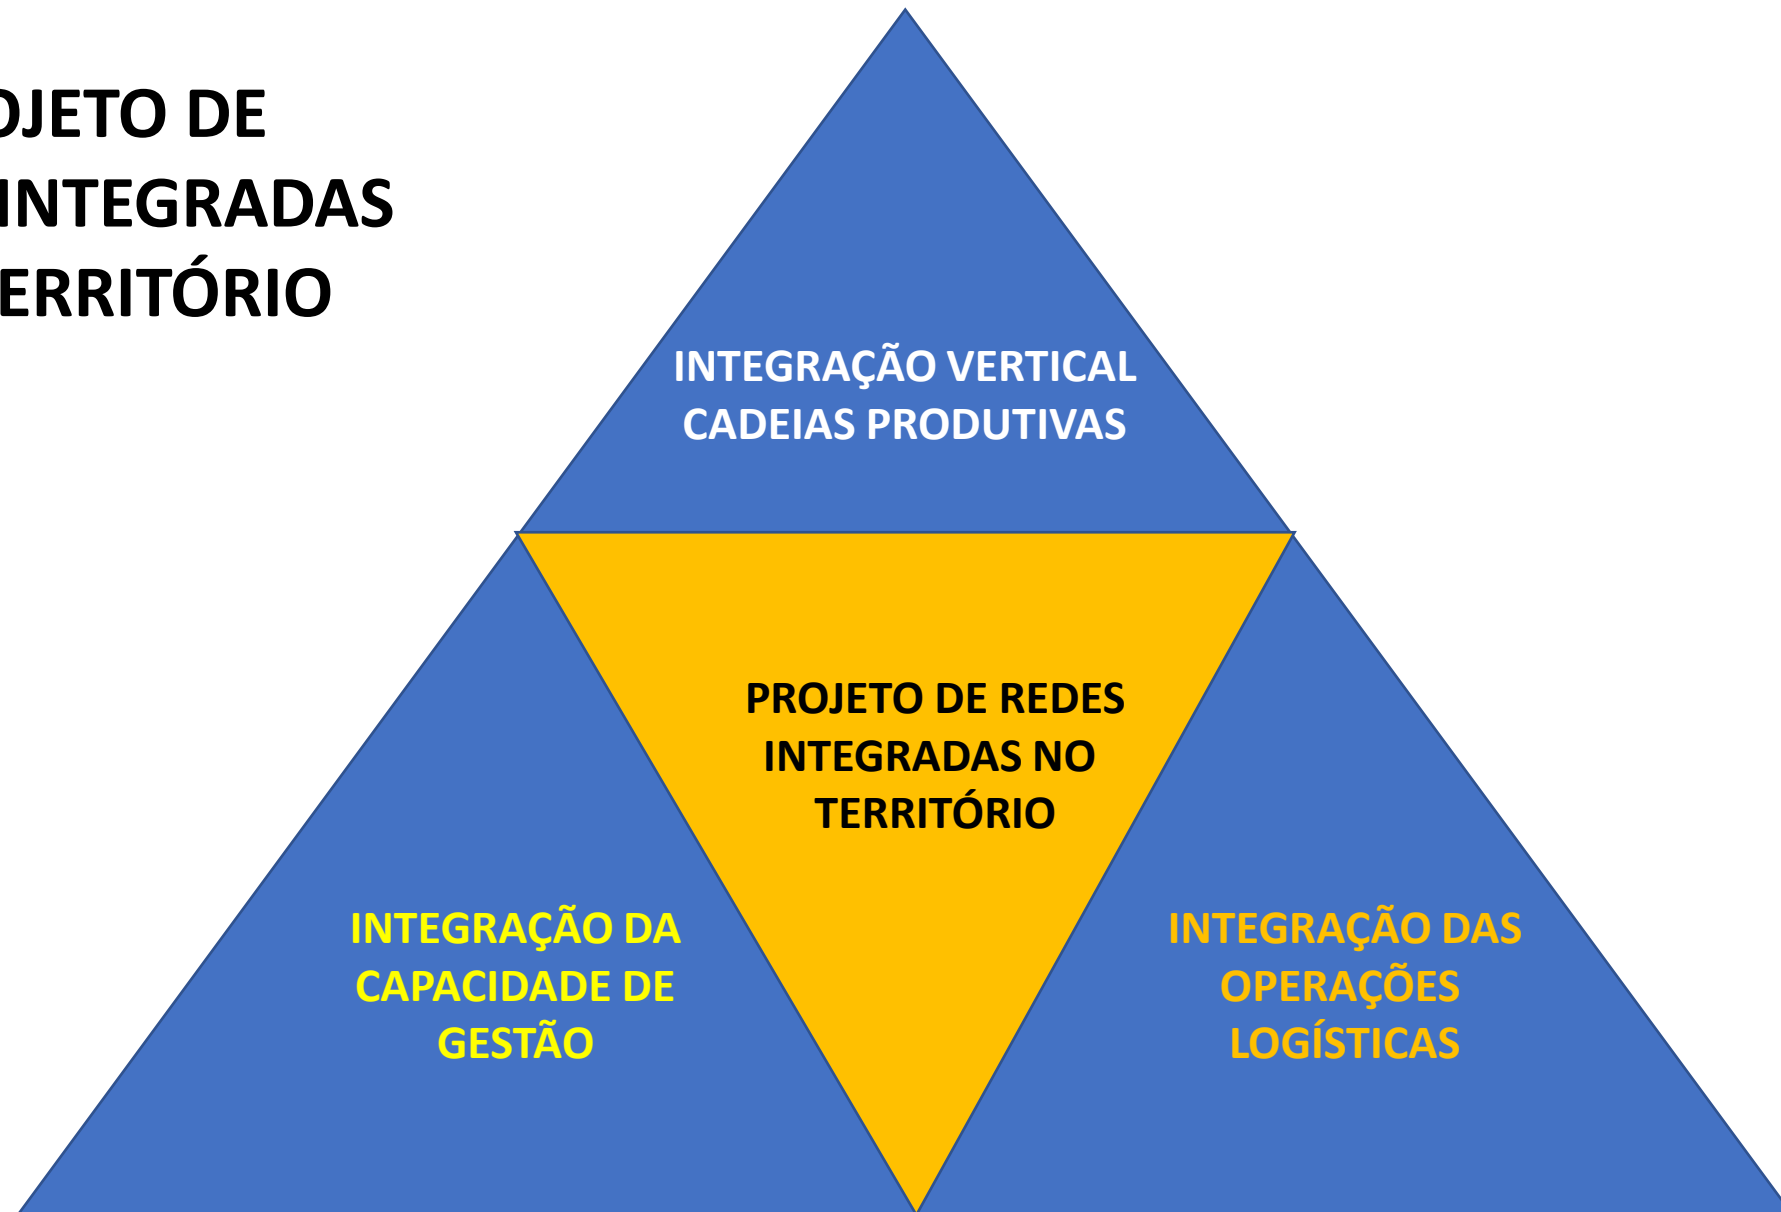 OJETO DE
INTEGRADAS
ERRITÓRIO
INTEGRAÇÃO VERTICAL
CADEIAS PRODUTIVAS
PROJETO DE REDES
INTEGRADAS NO
TERRITÓRIO
INTEGRAÇÃO DA
CAPACIDADE DE
GESTÃO
INTEGRAÇÃO DAS
OPERAÇÕES
LOGÍSTICAS